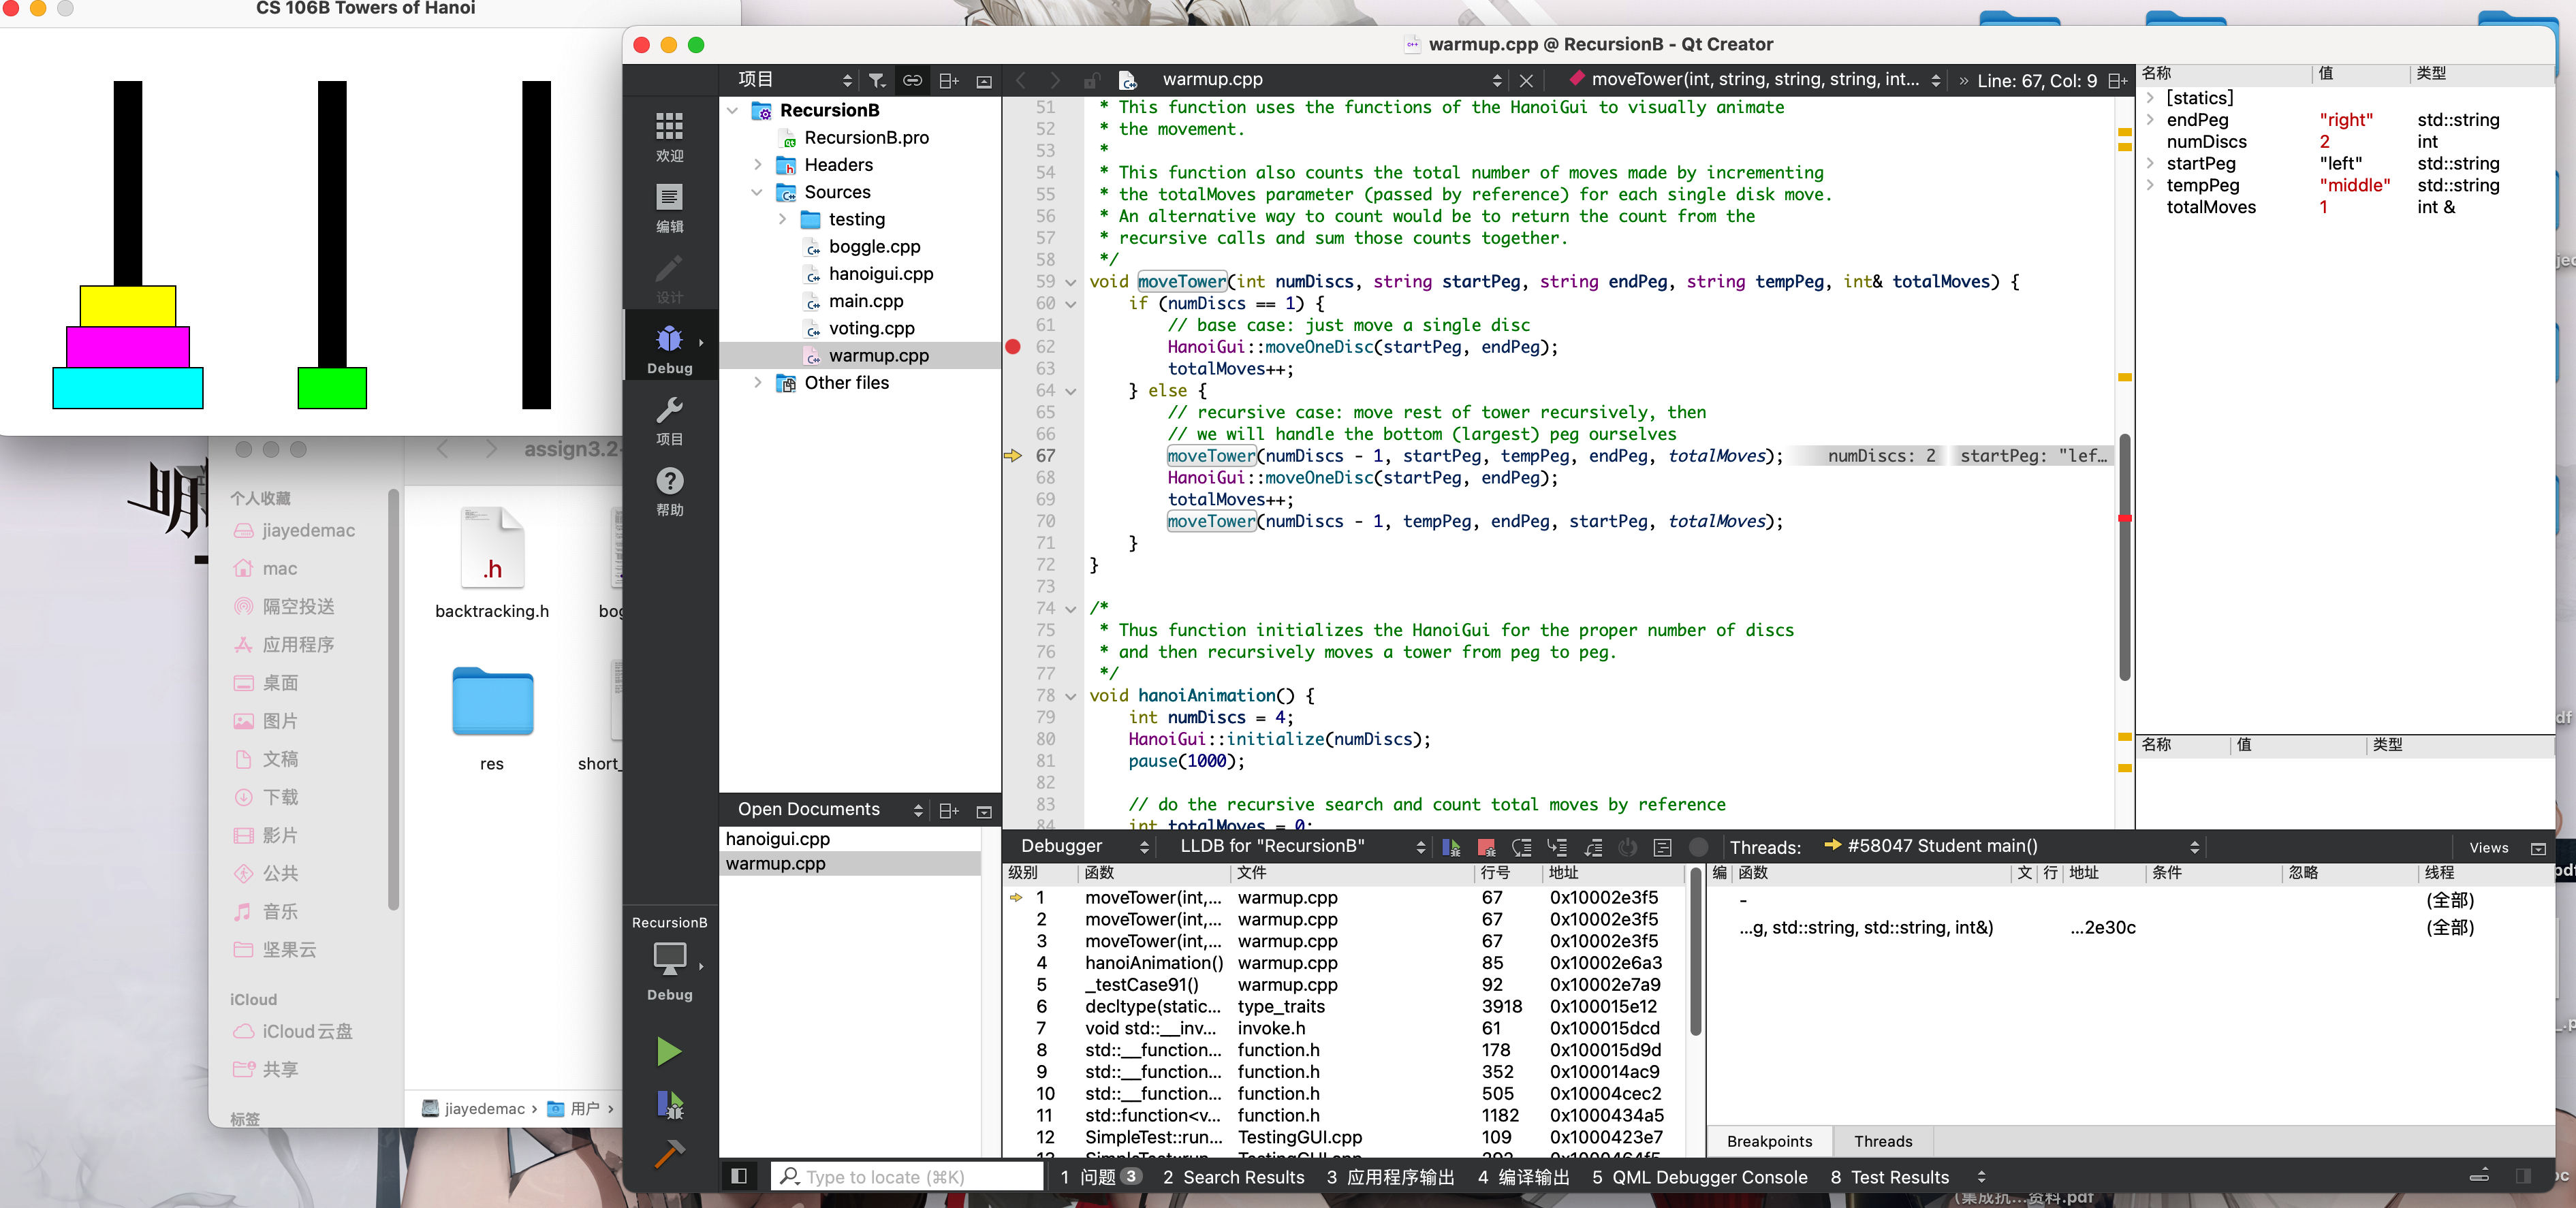 CS 106B Towers of Hanoi
assign3.2-
个人收藏
jiayedemac
mac
隔空投送
应用程序
桌面
图片
文稿
下载
影片
公共
音乐
坚果云
iCloud
iCloud云盘
共享
标签
.h
backtracking.h
bog
res
short_
jiayedemac › 用户 ›
warmup.cpp @ RecursionB - Qt Creator
欢迎
编辑
设计
Debug
项目
帮助
RecursionB
Debug
项目
RecursionB
RecursionB.pro
Headers
Sources
testing
boggle.cpp
hanoigui.cpp
main.cpp
voting.cpp
warmup.cpp
Other files
Open Documents
hanoigui.cpp
warmup.cpp
warmup.cpp
moveTower(int, string, string, string, int...
» Line: 67, Col: 9
51 * This function uses the functions of the HanoiGui to visually animate
52 * the movement.
53 *
54 * This function also counts the total number of moves made by incrementing
55 * the totalMoves parameter (passed by reference) for each single disk move.
56 * An alternative way to count would be to return the count from the
57 * recursive calls and sum those counts together.
58 */
59 void moveTower(int numDiscs, string startPeg, string endPeg, string tempPeg, int& totalMoves) {
60 if (numDiscs == 1) {
61 // base case: just move a single disc
62 HanoiGui::moveOneDisc(startPeg, endPeg);
63 totalMoves++;
64 } else {
65 // recursive case: move rest of tower recursively, then
66 // we will handle the bottom (largest) peg ourselves
67 moveTower(numDiscs - 1, startPeg, tempPeg, endPeg, totalMoves); numDiscs: 2 startPeg: "lef...
68 HanoiGui::moveOneDisc(startPeg, endPeg);
69 totalMoves++;
70 moveTower(numDiscs - 1, tempPeg, endPeg, startPeg, totalMoves);
71 }
72 }
73
74 /*
75 * Thus function initializes the HanoiGui for the proper number of discs
76 * and then recursively moves a tower from peg to peg.
77 */
78 void hanoiAnimation() {
79 int numDiscs = 4;
80 HanoiGui::initialize(numDiscs);
81 pause(1000);
82
83 // do the recursive search and count total moves by reference
84 int totalMoves = 0;
名称 值 类型
[statics]
endPeg "right" std::string
numDiscs 2 int
startPeg "left" std::string
tempPeg "middle" std::string
totalMoves 1 int &
名称 值 类型
Debugger LLDB for "RecursionB" Threads: #58047 Student main() Views
级别 函数 文件 行号 地址
1 moveTower(int,... warmup.cpp 67 0x10002e3f5
2 moveTower(int,... warmup.cpp 67 0x10002e3f5
3 moveTower(int,... warmup.cpp 67 0x10002e3f5
4 hanoiAnimation() warmup.cpp 85 0x10002e6a3
5 _testCase91() warmup.cpp 92 0x10002e7a9
6 decltype(static... type_traits 3918 0x100015e12
7 void std::__inv... invoke.h 61 0x100015dcd
8 std::__function... function.h 178 0x100015d9d
9 std::__function... function.h 352 0x100014ac9
10 std::__function... function.h 505 0x10004cec2
11 std::function<v... function.h 1182 0x1000434a5
12 SimpleTest::run... TestingGUI.cpp 109 0x1000423e7
编 函数 文 行 地址 条件 忽略 线程
- (全部)
...g, std::string, std::string, int&) ...2e30c (全部)
Breakpoints Threads
Type to locate (⌘K)
1 问题 3 2 Search Results 3 应用程序输出 4 编译输出 5 QML Debugger Console 8 Test Results
(集成抗...资料.pdf